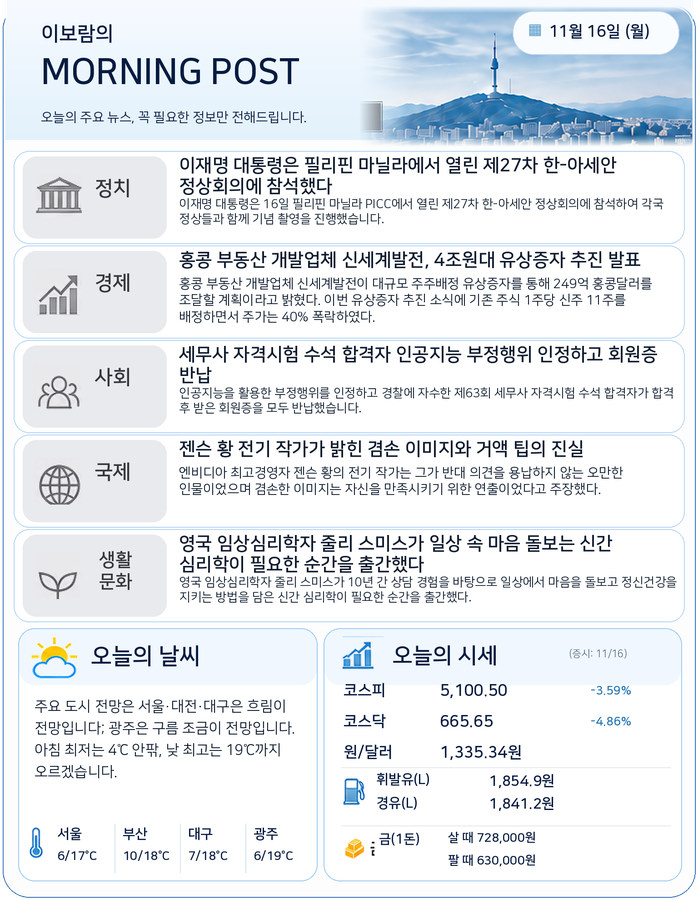 이보람의
MORNING POST
오늘의 주요 뉴스, 꼭 필요한 정보만 전해드립니다.
11월 16일 (월)
정치
이재명 대통령은 필리핀 마닐라에서 열린 제27차 한-아세안
정상회의에 참석했다
이재명 대통령은 16일 필리핀 마닐라 PICC에서 열린 제27차 한-아세안 정상회의에 참석하여 각국
정상들과 함께 기념 촬영을 진행했습니다.
경제
홍콩 부동산 개발업체 신세계발전, 4조원대 유상증자 추진 발표
홍콩 부동산 개발업체 신세계발전이 대규모 주주배정 유상증자를 통해 249억 홍콩달러를
조달할 계획이라고 밝혔다. 이번 유상증자 추진 소식에 기존 주식 1주당 신주 11주를
배정하면서 주가는 40% 폭락하였다.
사회
세무사 자격시험 수석 합격자 인공지능 부정행위 인정하고 회원증
반납
인공지능을 활용한 부정행위를 인정하고 경찰에 자수한 제63회 세무사 자격시험 수석 합격자가 합격
후 받은 회원증을 모두 반납했습니다.
국제
젠슨 황 전기 작가가 밝힌 겸손 이미지와 거액 팁의 진실
엔비디아 최고경영자 젠슨 황의 전기 작가는 그가 반대 의견을 용납하지 않는 오만한
인물이었으며 겸손한 이미지는 자신을 만족시키기 위한 연출이었다고 주장했다.
생활
문화
영국 임상심리학자 줄리 스미스가 일상 속 마음 돌보는 신간
심리학이 필요한 순간을 출간했다
영국 임상심리학자 줄리 스미스가 10년 간 상담 경험을 바탕으로 일상에서 마음을 돌보고 정신건강을
지키는 방법을 담은 신간 심리학이 필요한 순간을 출간했다.
오늘의 날씨
주요 도시 전망은 서울·대전·대구은 흐림이
전망입니다; 광주은 구름 조금이 전망입니다.
아침 최저는 4℃ 안팎, 낮 최고는 19℃까지
오르겠습니다.
서울 부산 대구 광주
6/17°C 10/18°C 7/18°C 6/19°C
오늘의 시세 (증시: 11/16)
코스피 5,100.50 -3.59%
코스닥 665.65 -4.86%
원/달러 1,335.34원
휘발유(L) 1,854.9원
경유(L) 1,841.2원
금(1돈) 살 때 728,000원
팔 때 630,000원